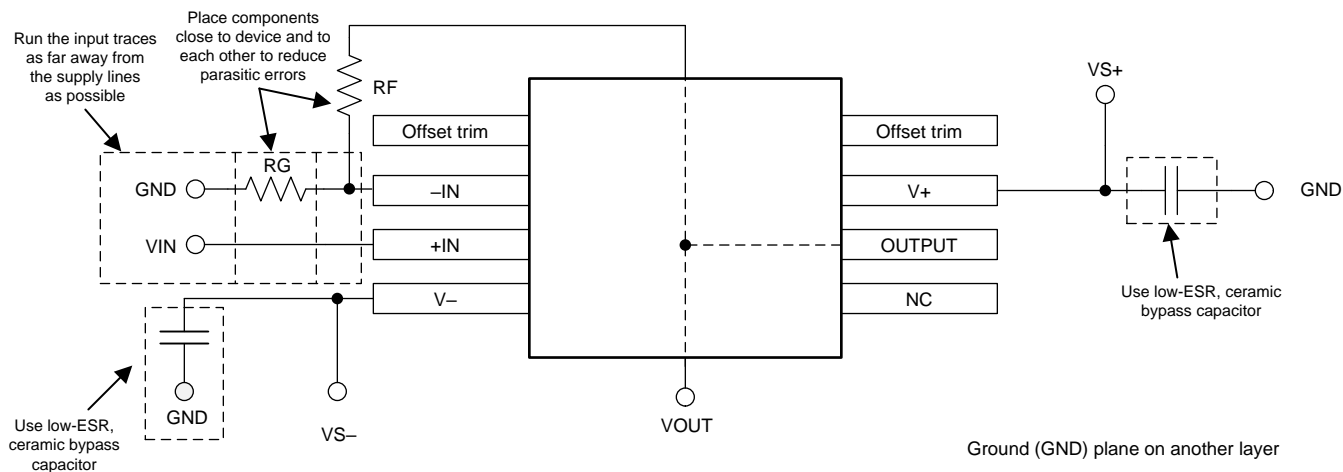 Place components
close to device and to
each other to reduce
parasitic errors
Run the input traces
as far away from
the supply lines
as possible
RF
VS+
Offset trim
Offset trim
RG
GND
–IN
V+
GND
VIN
+IN
OUTPUT
V–
NC
Use low-ESR, ceramic
bypass capacitor
GND
VS–
VOUT
Use low-ESR,
ceramic bypass
capacitor
Ground (GND) plane on another layer